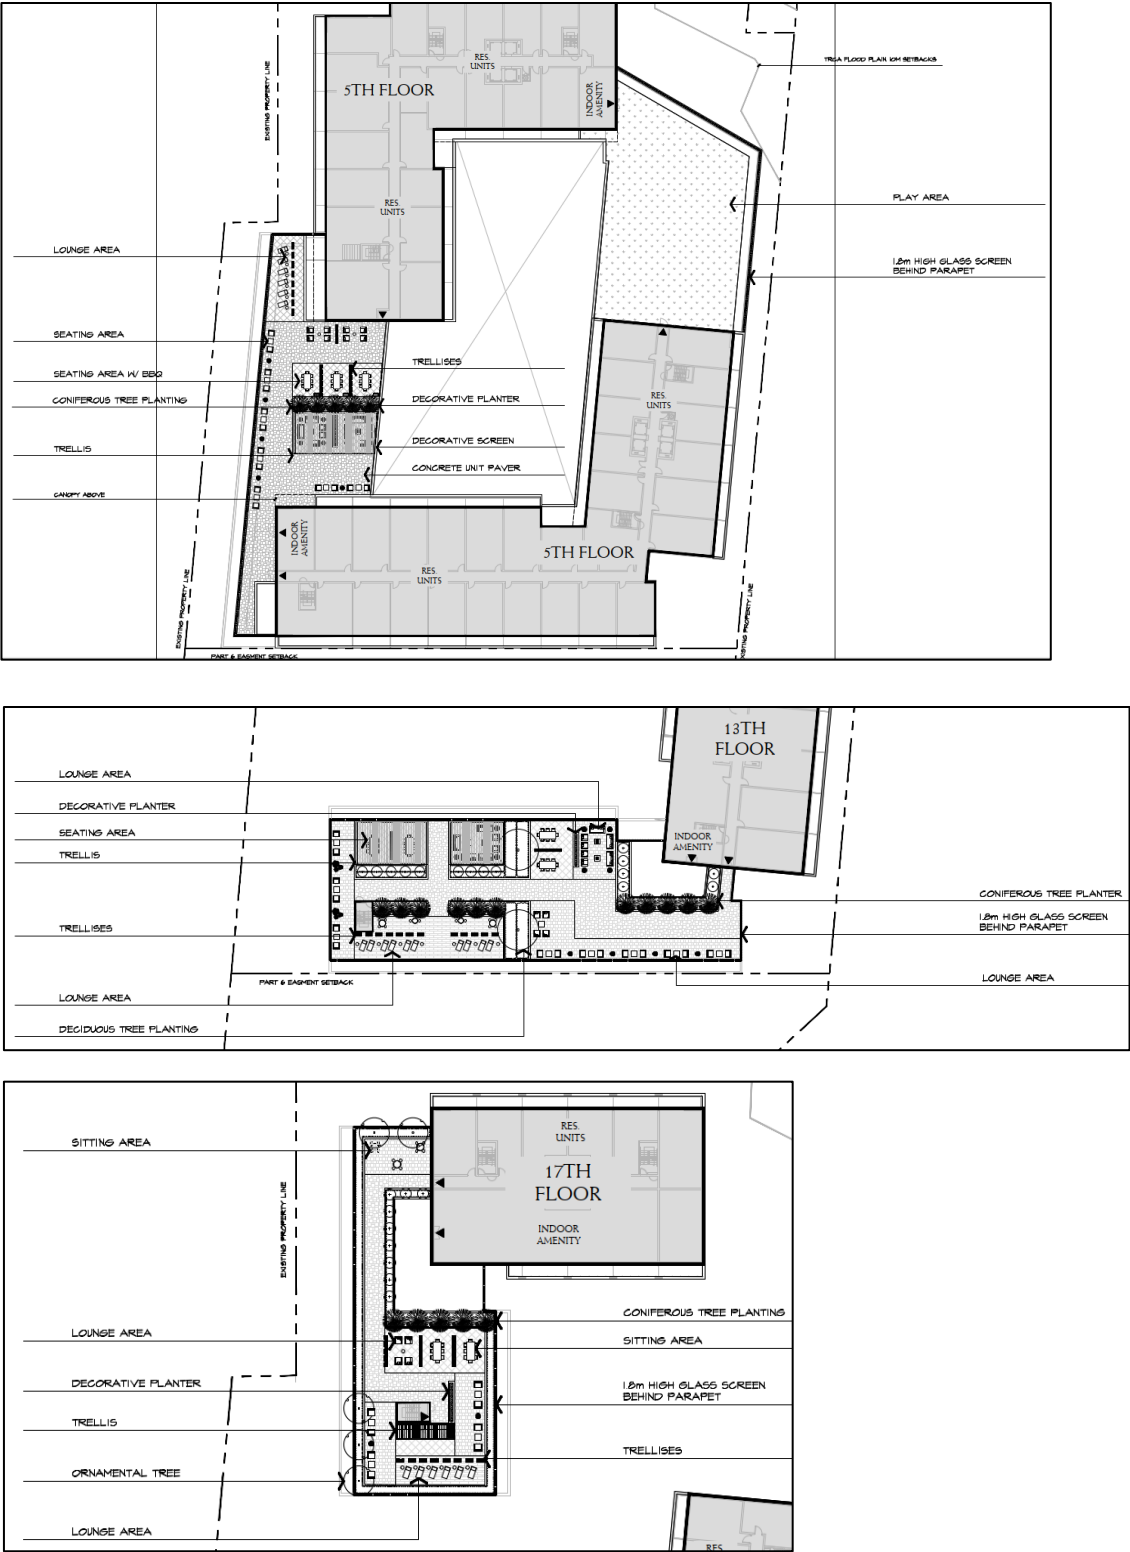 TRCA FLOOD PLAIN 10M SETBACKS
RES.
UNITS
5TH FLOOR
INDOOR
AMENITY
EXISTING PROPERTY LINE
PLAY AREA
RES.
UNITS
LOUNGE AREA
1.8m HIGH GLASS SCREEN
BEHIND PARAPET
SEATING AREA
TRELLISES
SEATING AREA W/ BBQ
CONIFEROUS TREE PLANTING
DECORATIVE PLANTER
RES.
UNITS
TRELLIS
DECORATIVE SCREEN
CONCRETE UNIT PAVER
CANOPY ABOVE
INDOOR
AMENITY
5TH FLOOR
RES.
UNITS
EXISTING PROPERTY LINE
EXISTING PROPERTY LINE
PART 6 EASMENT SETBACK
13TH
FLOOR
LOUNGE AREA
DECORATIVE PLANTER
SEATING AREA
INDOOR
AMENITY
TRELLIS
CONIFEROUS TREE PLANTER
1.8m HIGH GLASS SCREEN
BEHIND PARAPET
TRELLISES
LOUNGE AREA
PART 6 EASMENT SETBACK
LOUNGE AREA
DECIDUOUS TREE PLANTING
RES.
UNITS
SITTING AREA
17TH
FLOOR
EXISTING PROPERTY LINE
INDOOR
AMENITY
CONIFEROUS TREE PLANTING
LOUNGE AREA
SITTING AREA
DECORATIVE PLANTER
1.8m HIGH GLASS SCREEN
BEHIND PARAPET
TRELLIS
TRELLISES
ORNAMENTAL TREE
LOUNGE AREA
RES.